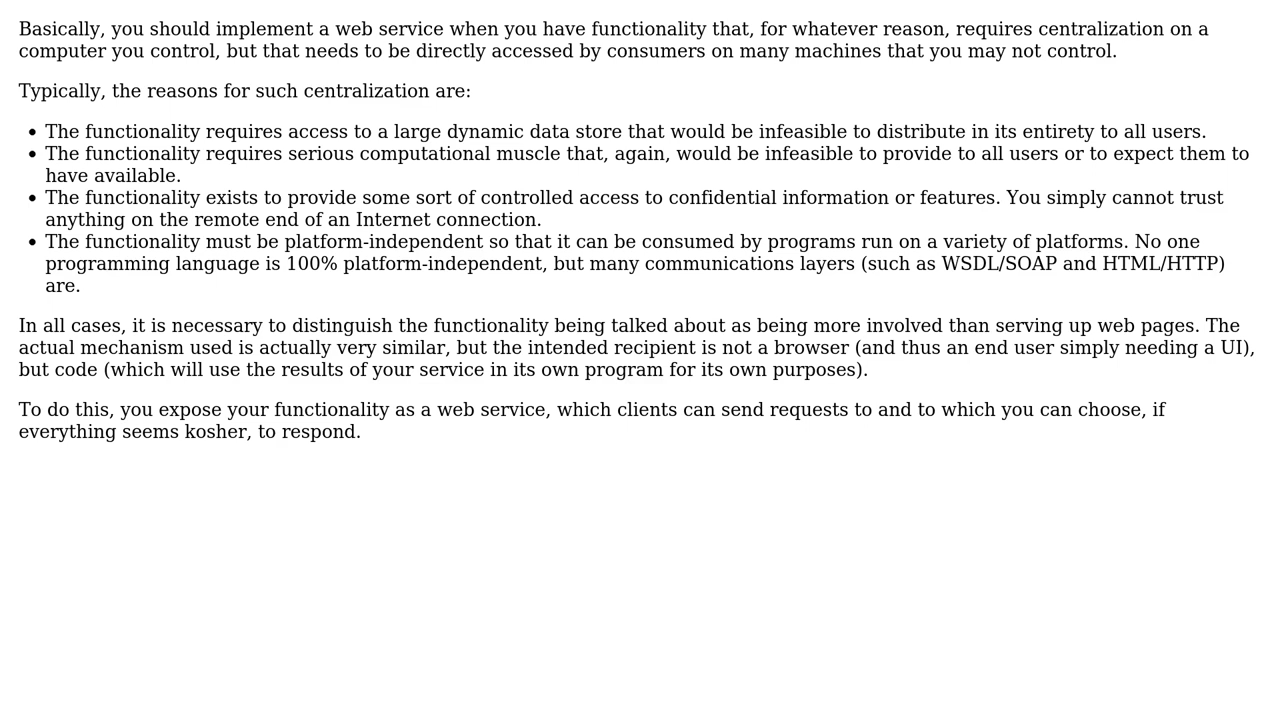 Basically, you should implement a web service when you have functionality that, for whatever reason, requires centralization on a
computer you control, but that needs to be directly accessed by consumers on many machines that you may not control.
Typically, the reasons for such centralization are:
• The functionality requires access to a large dynamic data store that would be infeasible to distribute in its entirety to all users.
• The functionality requires serious computational muscle that, again, would be infeasible to provide to all users or to expect them to
have available.
• The functionality exists to provide some sort of controlled access to confidential information or features. You simply cannot trust
anything on the remote end of an Internet connection.
• The functionality must be platform-independent so that it can be consumed by programs run on a variety of platforms. No one
programming language is 100% platform-independent, but many communications layers (such as WSDL/SOAP and HTML/HTTP)
are.
In all cases, it is necessary to distinguish the functionality being talked about as being more involved than serving up web pages. The
actual mechanism used is actually very similar, but the intended recipient is not a browser (and thus an end user simply needing a UI),
but code (which will use the results of your service in its own program for its own purposes).
To do this, you expose your functionality as a web service, which clients can send requests to and to which you can choose, if
everything seems kosher, to respond.